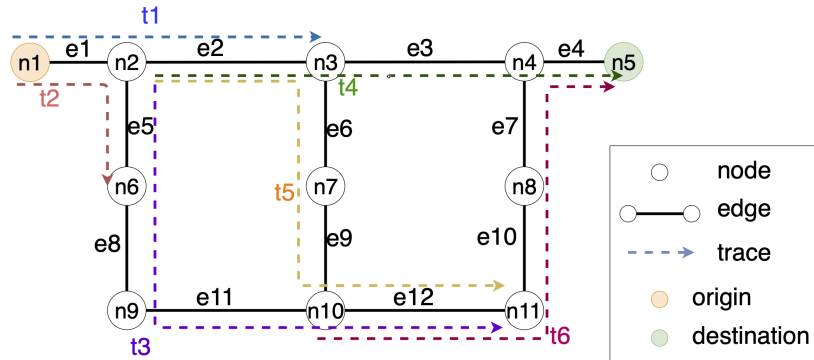 t1
e1 e2 e3 e4
n1 n2 n3 n4 n5
t4
t2
e5 e6 e7
node
n6 n7 n8
t5
edge
e8 e9 e10
trace
e11 e12
origin
n9 n10 n11
t3 t6
destination